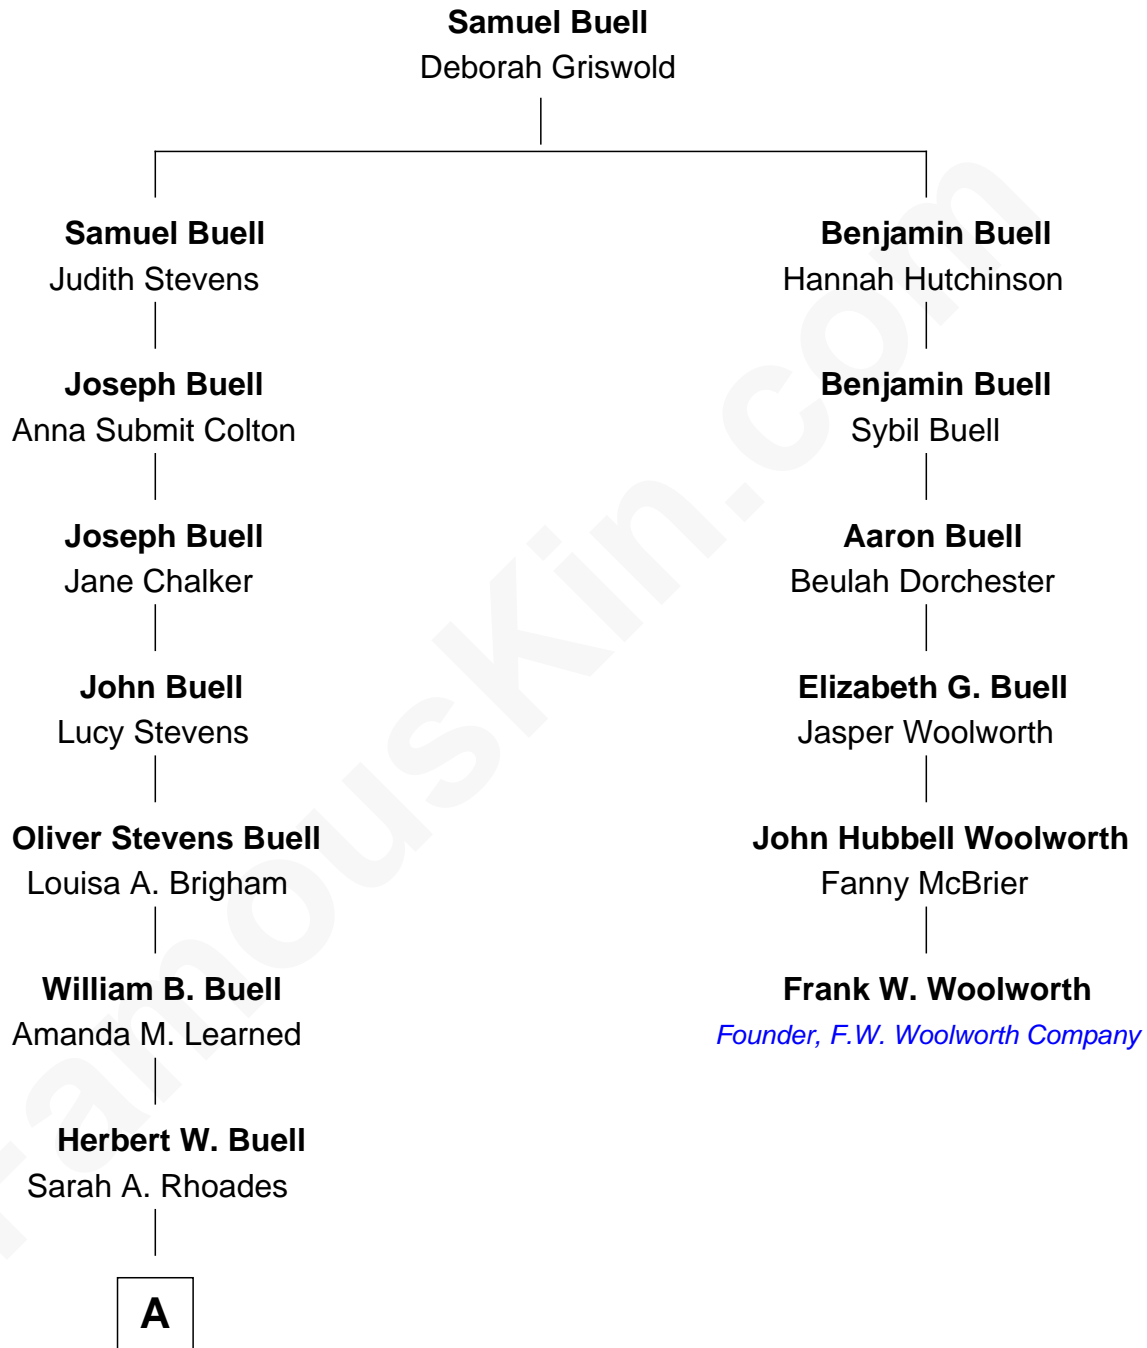 Samuel Buell
Deborah Griswold
Samuel Buell
Judith Stevens
Benjamin Buell
Hannah Hutchinson
Joseph Buell
Anna Submit Colton
Benjamin Buell
Sybil Buell
Joseph Buell
Jane Chalker
Aaron Buell
Beulah Dorchester
John Buell
Lucy Stevens
Elizabeth G. Buell
Jasper Woolworth
Oliver Stevens Buell
Louisa A. Brigham
John Hubbell Woolworth
Fanny McBrier
William B. Buell
Amanda M. Learned
Frank W. Woolworth
Founder, F.W. Woolworth Company
Herbert W. Buell
Sarah A. Rhoades
A
FamousKin.com